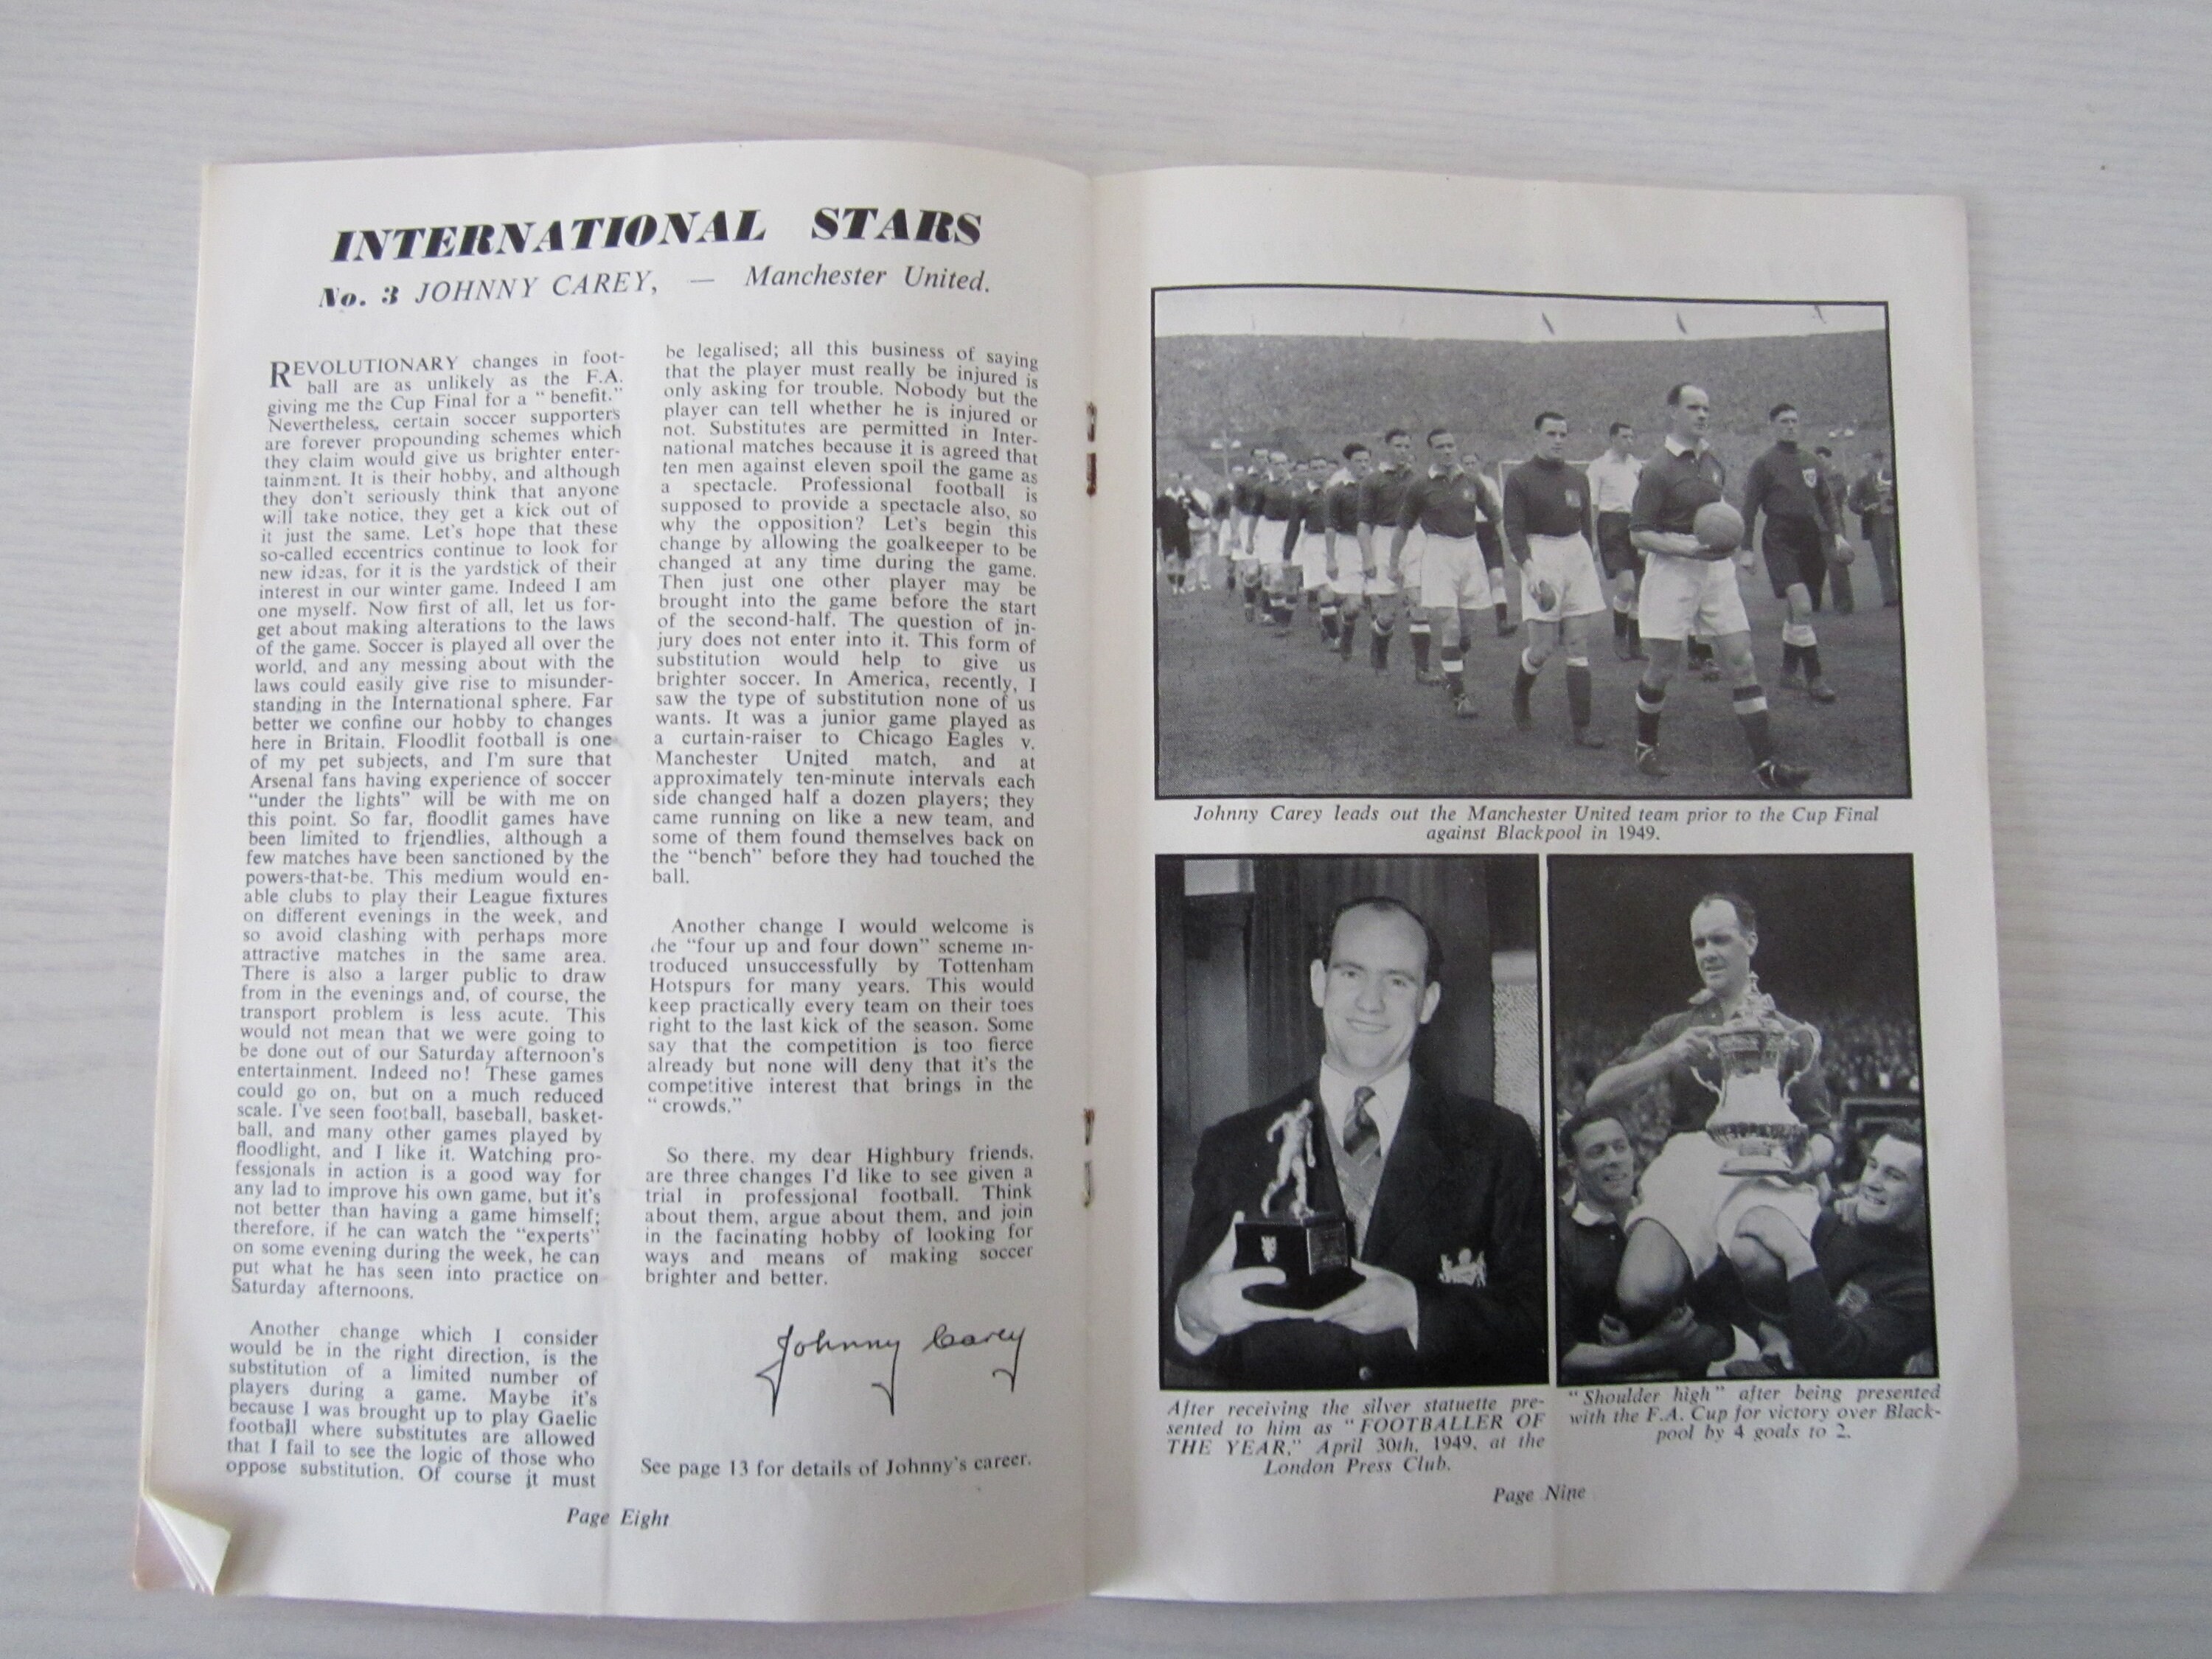 INTERNATIONAL STARS
No. 3 JOHNNY CAREY, — Manchester United.
REVOLUTIONARY changes in foot-
ball are as unlikely as the F.A.
giving me the Cup Final for a " benefit."
Nevertheless, certain soccer supporters
are forever propounding schemes which
they claim would give us brighter enter-
tainment. It is their hobby, and although
they don't seriously think that anyone
will take notice, they get a kick out of
it just the same. Let's hope that these
so-called eccentrics continue to look for
new ideas, for it is the yardstick of their
interest in our winter game. Indeed I am
one myself. Now first of all, let us for-
get about making alterations to the laws
of the game. Soccer is played all over the
world, and any messing about with the
laws could easily give rise to misunder-
standing in the International sphere. Far
better we confine our hobby to changes
here in Britain. Floodlit football is one
of my pet subjects, and I'm sure that
Arsenal fans having experience of soccer
"under the lights" will be with me on
this point. So far, floodlit games have
been limited to friendlies, although a
few matches have been sanctioned by the
powers-that-be. This medium would en-
able clubs to play their League fixtures
on different evenings in the week, and
so avoid clashing with perhaps more
attractive matches in the same area.
There is also a larger public to draw
from in the evenings and, of course, the
transport problem is less acute. This
would not mean that we were going to
be done out of our Saturday afternoon's
entertainment. Indeed no! These games
could go on, but on a much reduced
scale. I've seen football, baseball, basket-
ball, and many other games played by
floodlight, and I like it. Watching pro-
fessionals in action is a good way for
any lad to improve his own game, but it's
not better than having a game himself;
therefore, if he can watch the "experts"
on some evening during the week, he can
put what he has seen into practice on
Saturday afternoons.
Another change which I consider
would be in the right direction, is the
substitution of a limited number of
players during a game. Maybe it's
because I was brought up to play Gaelic
football where substitutes are allowed
that I fail to see the logic of those who
oppose substitution. Of course it must
be legalised; all this business of saying
that the player must really be injured is
only asking for trouble. Nobody but the
player can tell whether he is injured or
not. Substitutes are permitted in Inter-
national matches because it is agreed that
ten men against eleven spoil the game as
a spectacle. Professional football is
supposed to provide a spectacle also, so
why the opposition? Let's begin this
change by allowing the goalkeeper to be
changed at any time during the game.
Then just one other player may be
brought into the game before the start
of the second-half. The question of in-
jury does not enter into it. This form of
substitution would help to give us
brighter soccer. In America, recently, I
saw the type of substitution none of us
wants. It was a junior game played as
a curtain-raiser to Chicago Eagles v.
Manchester United match, and at
approximately ten-minute intervals each
side changed half a dozen players; they
came running on like a new team, and
some of them found themselves back on
the "bench" before they had touched the
ball.
Another change I would welcome is
the "four up and four down" scheme in-
troduced unsuccessfully by Tottenham
Hotspurs for many years. This would
keep practically every team on their toes
right to the last kick of the season. Some
say that the competition is too fierce
already but none will deny that it's the
competitive interest that brings in the
" crowds."
So there, my dear Highbury friends,
are three changes I'd like to see given a
trial in professional football. Think
about them, argue about them, and join
in the facinating hobby of looking for
ways and means of making soccer
brighter and better.
Johnny Carey
See page 13 for details of Johnny's career.
Page Eight
Johnny Carey leads out the Manchester United team prior to the Cup Final
against Blackpool in 1949.
After receiving the silver statuette pre-
sented to him as " FOOTBALLER OF
THE YEAR," April 30th, 1949, at the
London Press Club.
"Shoulder high" after being presented
with the F.A. Cup for victory over Black-
pool by 4 goals to 2.
Page Nine